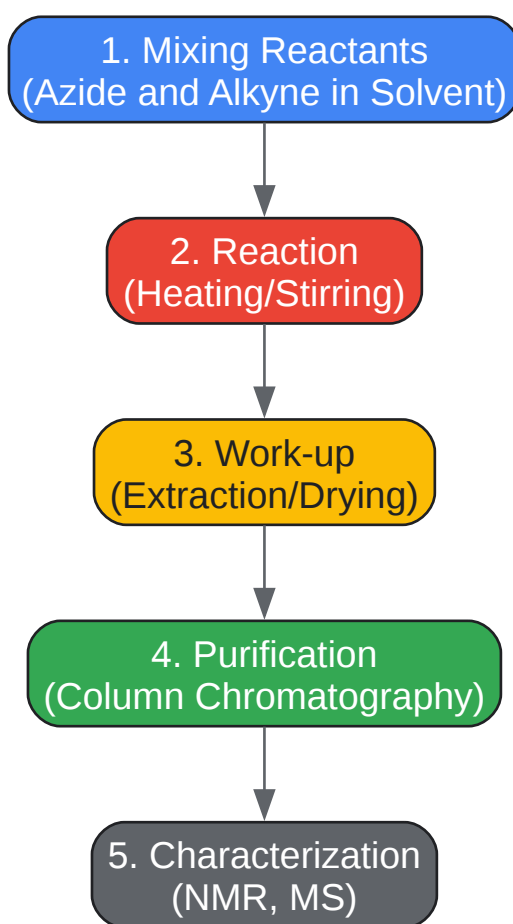 1. Mixing Reactants
(Azide and Alkyne in Solvent)
2. Reaction
(Heating/Stirring)
3. Work-up
(Extraction/Drying)
4. Purification
(Column Chromatography)
5. Characterization
(NMR, MS)